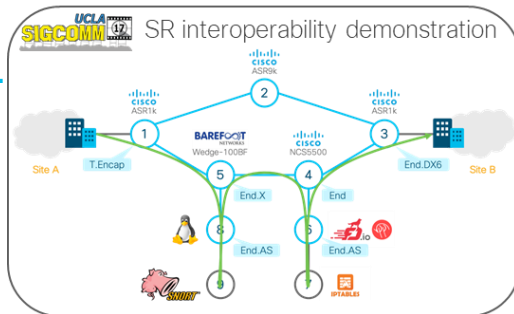 UCLA
SIGCOMM 17
SR interoperability demonstration
CISCO
ASR9k
2
CISCO
ASR1k
CISCO
ASR1k
1
3
BAREFOOT
NETWORKS
Wedge-100BF
CISCO
NCS5500
Site A
T.Encap
End.DX6
Site B
5
4
End.X
End
8
6
FD.io
End.AS
End.AS
SNORT
9
7
IPTABLES